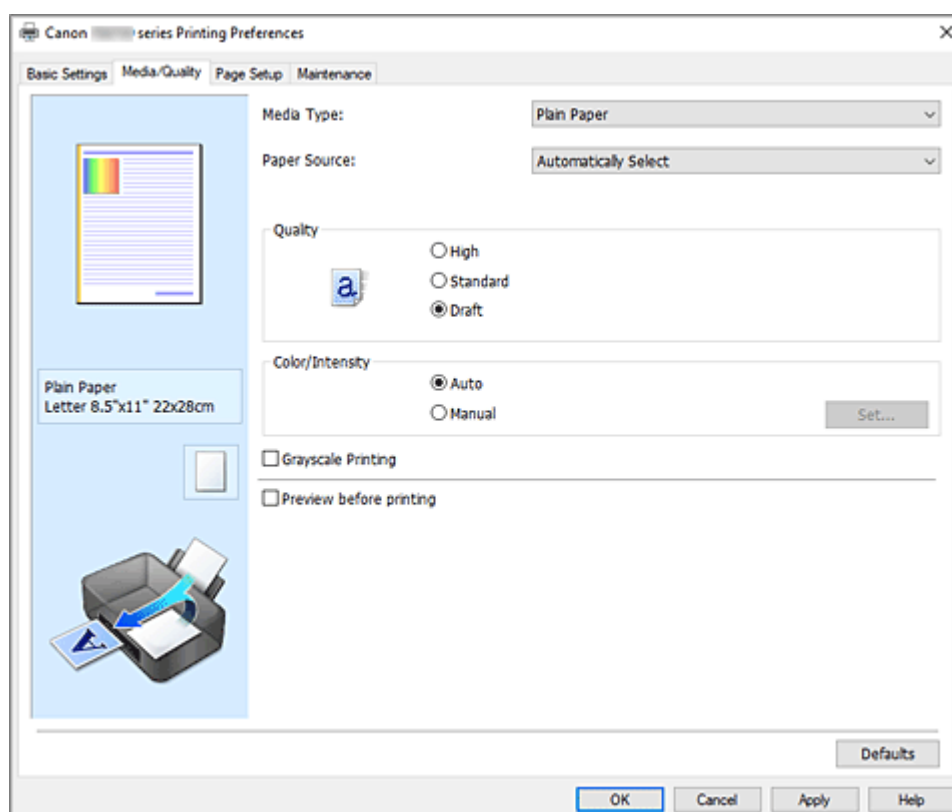 Canon series Printing Preferences
Basic Settings Media/Quality Page Setup Maintenance
Media Type: Plain Paper
Paper Source: Automatically Select
Quality
High
a Standard
Draft
Color/Intensity
Auto
Manual Set...
Plain Paper
Letter 8.5"x11" 22x28cm
Grayscale Printing
Preview before printing
A
Defaults
OK Cancel Apply Help